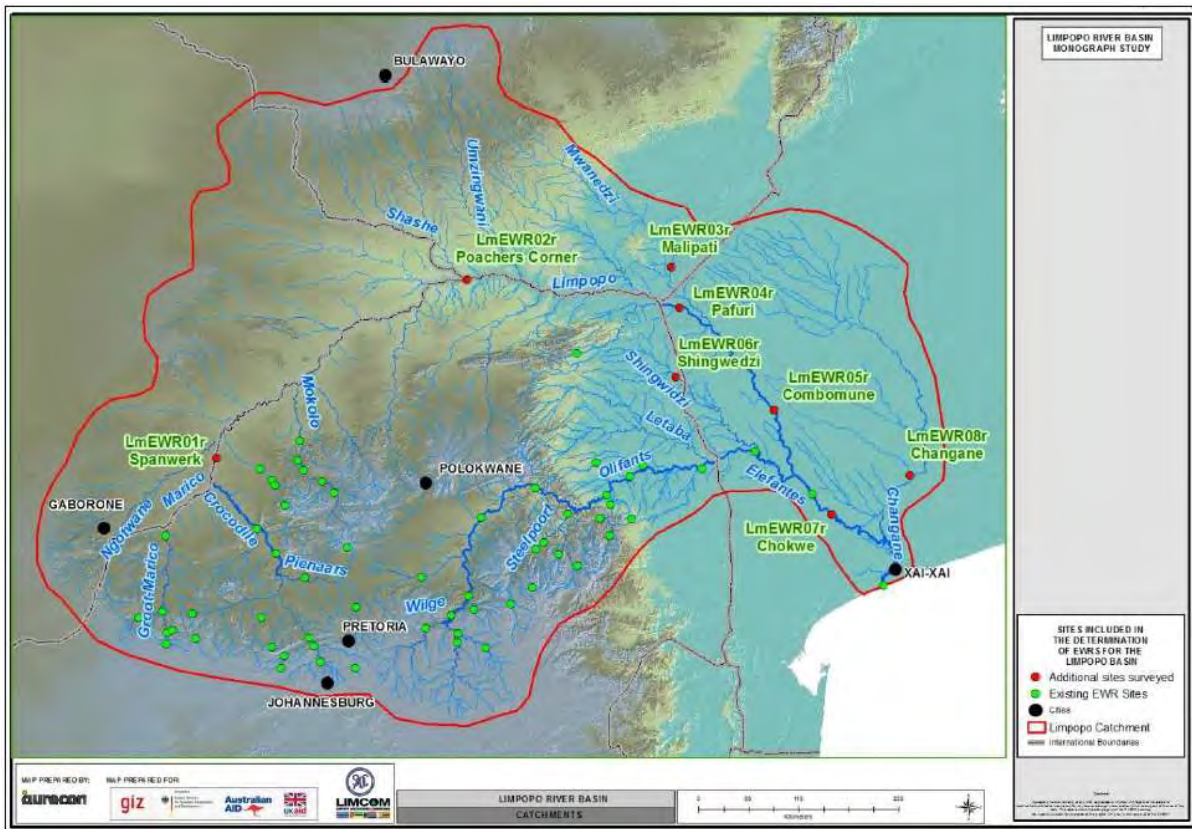 LIMPOPO RIVER BASIN
MONOGRAPH STUDY
BULAWAYO
Umzingwani
Mwanedzi
Shashe
LmEWR02r
Poachers Corner
LmEWR03r
Malipati
Limpopo
LmEWR04r
Pafuri
LmEWR06r
Shingwedzi
Shingwidzi
LmEWR05r
Combomune
Mokolo
Letaba
LmEWR01r
Spanwerk
LmEWR08r
Changane
POLOKWANE
Olifants
Elefantes
Marico
Crocodile
GABORONE
Ngotwane
Steelpoort
LmEWR07r
Chokwe
Changane
Pienaars
Groot-Marico
XAI-XAI
Wilge
PRETORIA
JOHANNESBURG
SITES INCLUDED IN
THE DETERMINATION
OF EWRS FOR THE
LIMPOPO BASIN
Additional sites surveyed
Existing EWR Sites
Cities
Limpopo Catchment
International Boundaries
MAP PREPARED BY:
MAP PREPARED FOR:
aurecon
giz
Australian
AID
UKaid
LIMCOM
LIMPOPO RIVER BASIN
CATCHMENTS
0
Kilometers